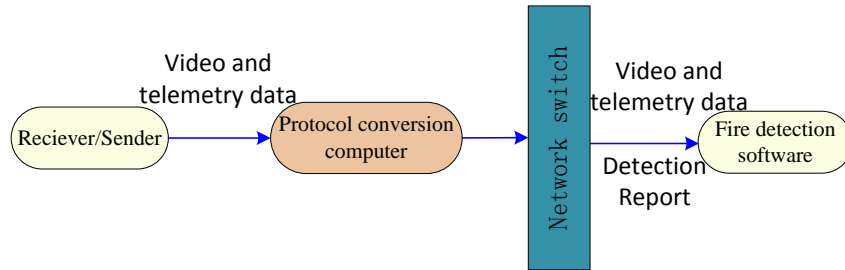 Video and
telemetry data
Reciever/Sender
Protocol conversion
computer
Network switch
Video and
telemetry data
Detection
Report
Fire detection
software